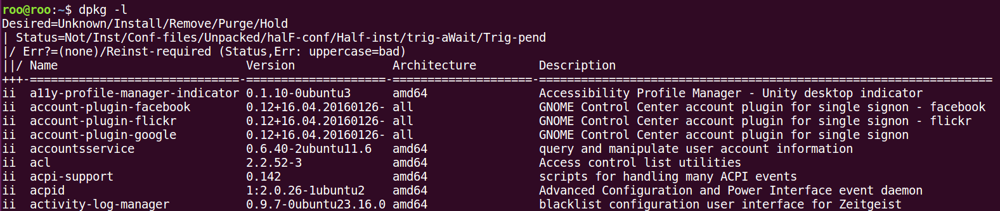 roo@roo:~$ dpkg -l
Desired=Unknown/Install/Remove/Purge/Hold
| Status=Not/Inst/Conf-files/Unpacked/halF-conf/Half-inst/trig-aWait/Trig-pend
|/ Err?=(none)/Reinst-required (Status,Err: uppercase=bad)
||/ Name                           Version              Architecture         Description
+++-==============================-====================-====================-=================================================================
ii  a11y-profile-manager-indicator 0.1.10-0ubuntu3      amd64                Accessibility Profile Manager - Unity desktop indicator
ii  account-plugin-facebook        0.12+16.04.20160126- all                  GNOME Control Center account plugin for single signon - facebook
ii  account-plugin-flickr          0.12+16.04.20160126- all                  GNOME Control Center account plugin for single signon - flickr
ii  account-plugin-google          0.12+16.04.20160126- all                  GNOME Control Center account plugin for single signon
ii  accountsservice                0.6.40-2ubuntu11.6   amd64                query and manipulate user account information
ii  acl                            2.2.52-3             amd64                Access control list utilities
ii  acpi-support                   0.142                amd64                scripts for handling many ACPI events
ii  acpid                          1:2.0.26-1ubuntu2    amd64                Advanced Configuration and Power Interface event daemon
ii  activity-log-manager           0.9.7-0ubuntu23.16.0 amd64                blacklist configuration user interface for Zeitgeist